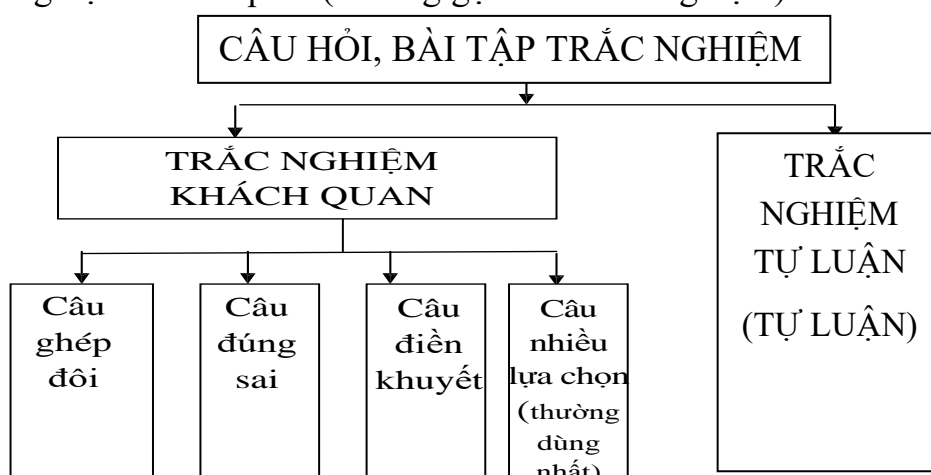 CÂU HỎI, BÀI TẬP TRẮC NGHIỆM
TRẮC NGHIỆM
KHÁCH QUAN
TRẮC
NGHIỆM
TỰ LUẬN
(TỰ LUẬN)
Câu
ghép
đôi
Câu
đúng
sai
Câu
điền
khuyết
Câu
nhiều
lựa chọn
(thường
dùng
nhất)